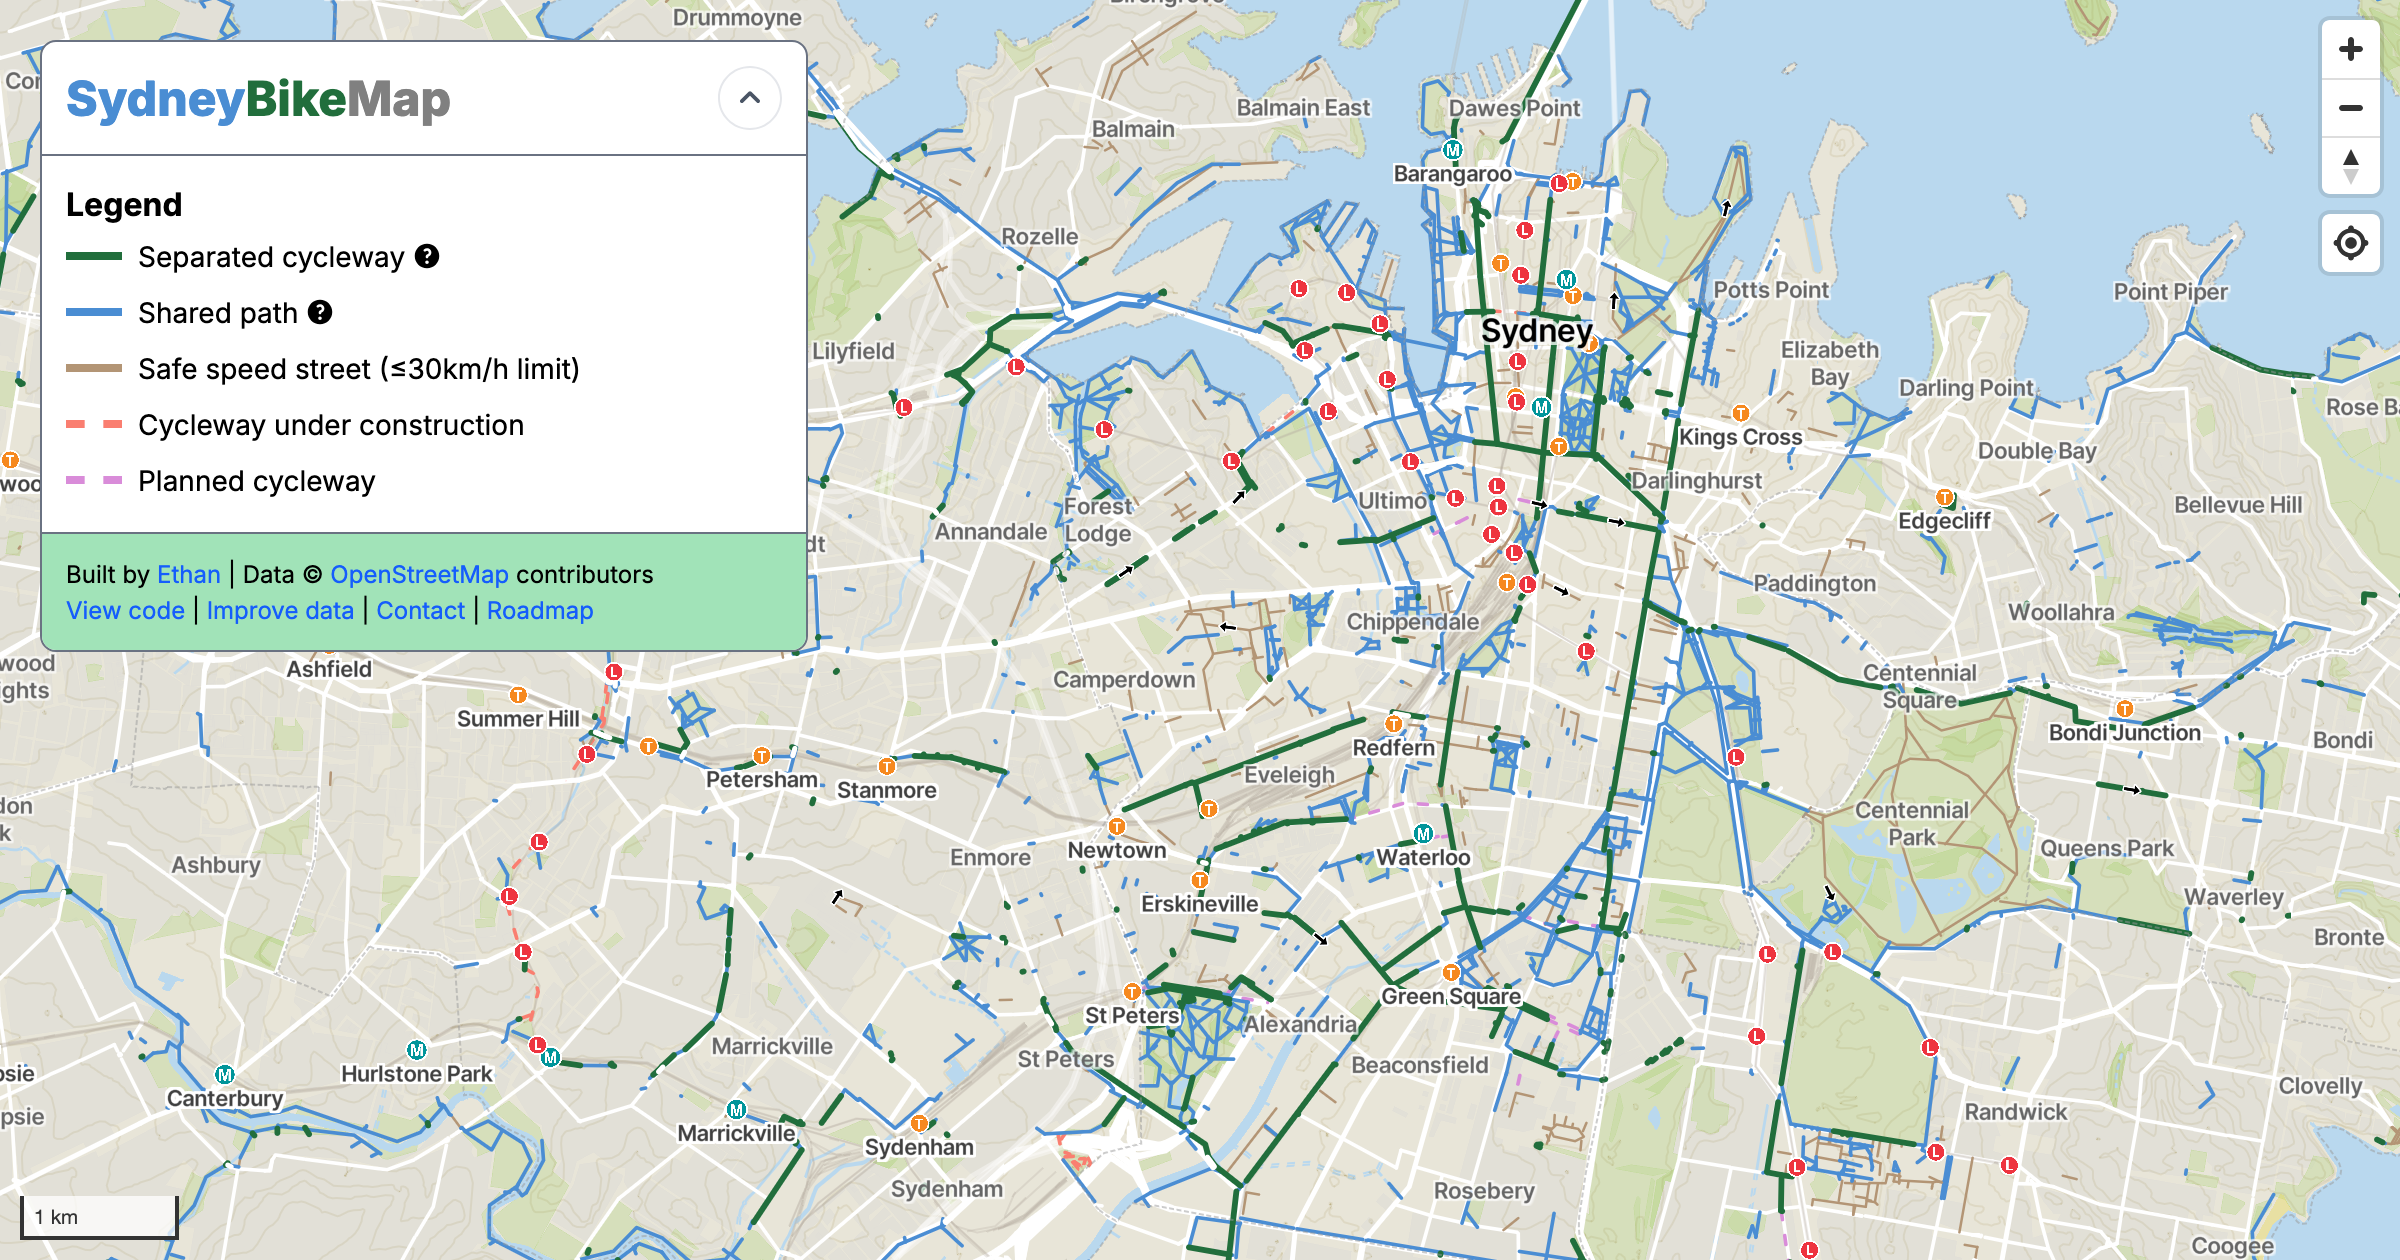 SydneyBikeMap
Legend
Separated cycleway ?
Shared path ?
Safe speed street (≤30km/h limit)
Cycleway under construction
Planned cycleway
Built by Ethan | Data © OpenStreetMap contributors
View code | Improve data | Contact | Roadmap
Drummoyne
Balmain East
Dawes Point
Balmain
Barangaroo
Rozelle
Potts Point
Point Piper
Sydney
Lilyfield
Elizabeth
Bay
Darling Point
Rose Ba
Kings Cross
Double Bay
Darlinghurst
Ultimo
Bellevue Hill
Forest
Lodge
Annandale
Edgecliff
Paddington
Woollahra
Chippendale
Ashfield
Camperdown
Centennial
Square
Summer Hill
Bondi Junction
Bondi
Redfern
Petersham
Stanmore
Eveleigh
Centennial
Park
Newtown
Enmore
Waterloo
Queens Park
Ashbury
Erskineville
Waverley
Bronte
Green Square
St Peters
Alexandria
Marrickville
St Peters
Beaconsfield
Hurlstone Park
Canterbury
Clovelly
Randwick
Marrickville
Sydenham
Sydenham
Rosebery
Coogee
1 km